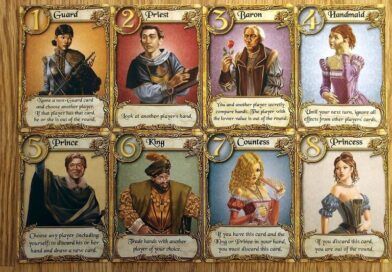 1 Guard
Name a non-Guard card
and choose another player.
If that player has that card,
he or she is out of the round.
2 Priest
Look at another player's hand.
3 Baron
You and another player secretly
compare hands. The player with
the lower value is out of the round.
4 Handmaid
Until your next turn, ignore all
effects from other players' cards.
5 Prince
Choose any player (including
yourself) to discard his or her
hand and draw a new card.
6 King
Trade hands with another
player of your choice.
7 Countess
If you have this card and the
King or Prince in your hand,
you must discard this card.
8 Princess
If you discard this card,
you are out of the round.